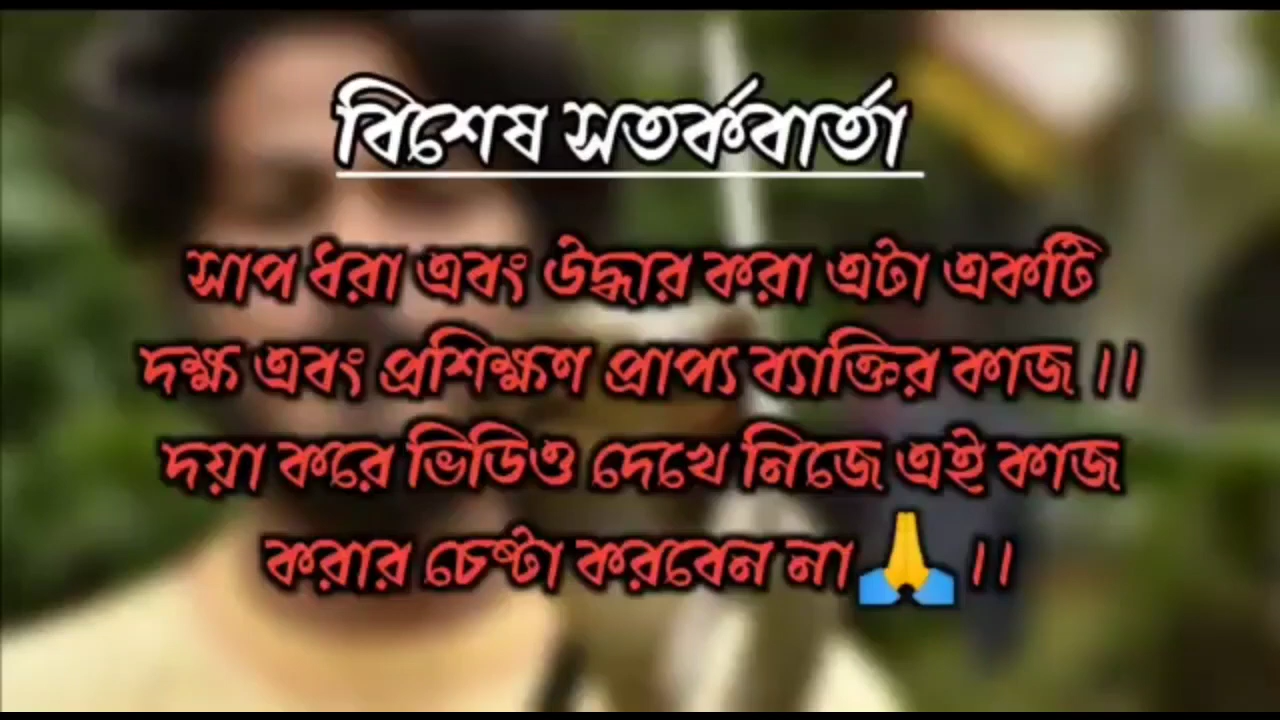 বিশেষ সতর্কবার্তা
সাপ ধরা এবং উদ্ধার করা এটা একটি
দক্ষ এবং প্রশিক্ষণ প্রাপ্য ব্যাক্তির কাজ ।।
দয়া করে ভিডিও দেখে নিজে এই কাজ
করার চেষ্টা করবেন না🙏।।